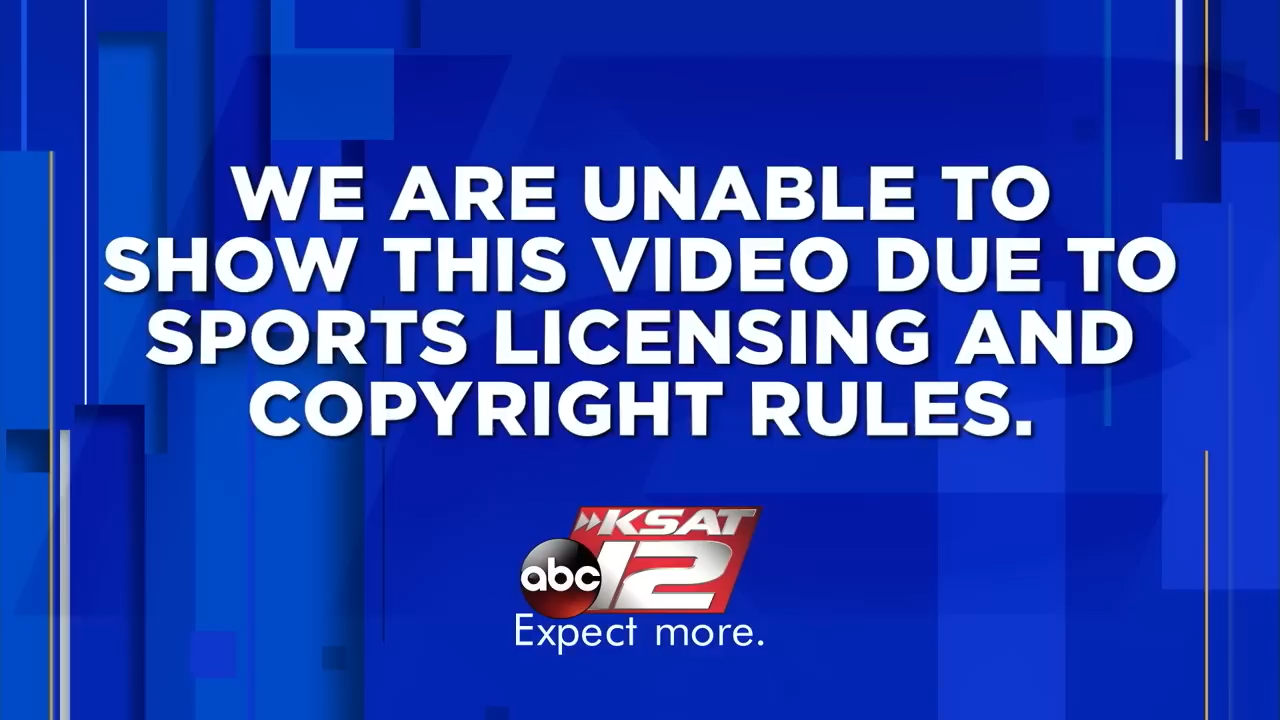 WE ARE UNABLE TO
SHOW THIS VIDEO DUE TO
SPORTS LICENSING AND
COPYRIGHT RULES.
KSAT
abc 12
Expect more.